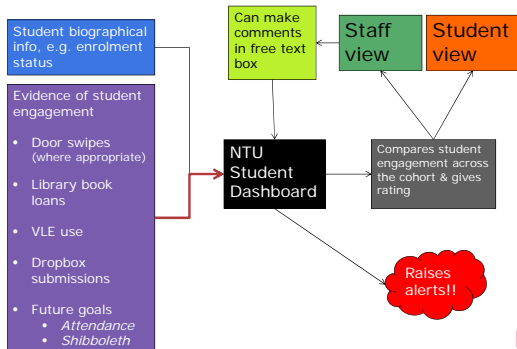 Student biographical
info, e.g. enrolment
status
Evidence of student
engagement
• Door swipes
(where appropriate)
• Library book
loans
• VLE use
• Dropbox
submissions
• Future goals
• Attendance
• Shibboleth
Can make
comments
in free text
box
Staff
view
Student
view
NTU
Student
Dashboard
Compares student
engagement across
the cohort & gives
rating
Raises
alerts!!